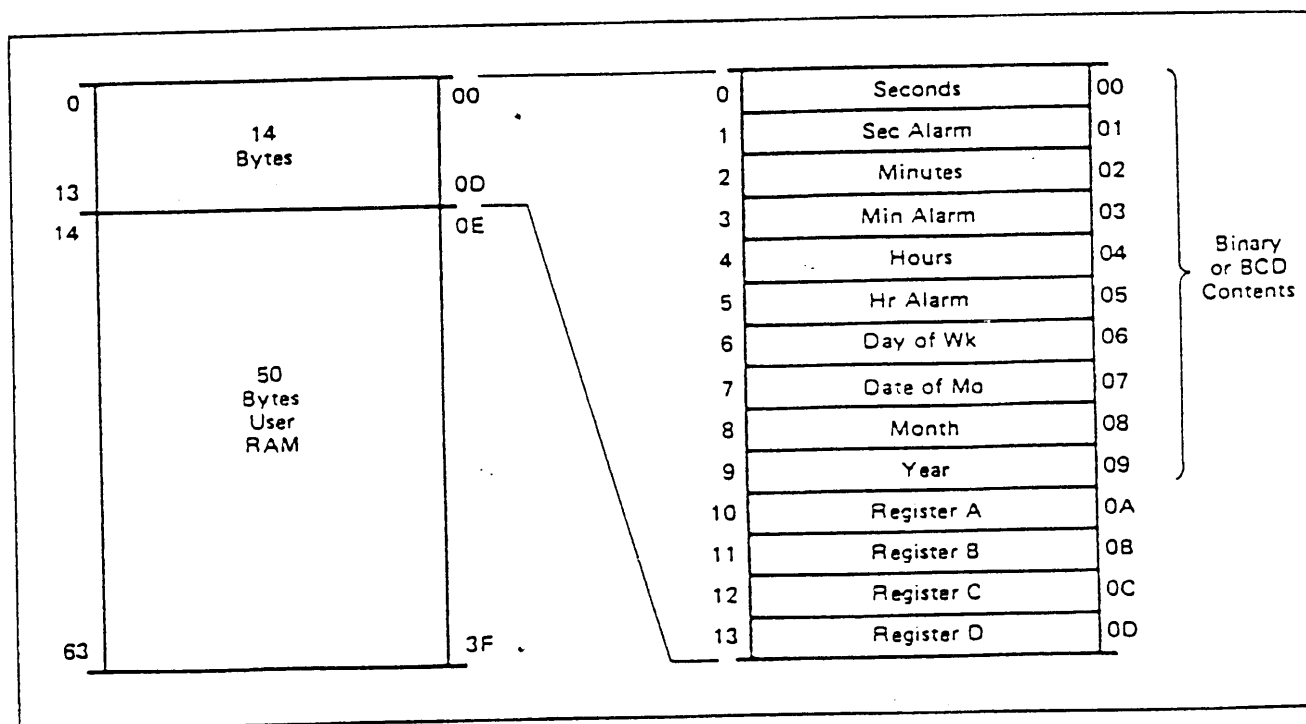 0
00
14
Bytes
13
0D
14
0E
50
Bytes
User
RAM
63
3F
0 Seconds 00
1 Sec Alarm 01
2 Minutes 02
3 Min Alarm 03
4 Hours 04
5 Hr Alarm 05
6 Day of Wk 06
7 Date of Mo 07
8 Month 08
9 Year 09
10 Register A 0A
11 Register B 0B
12 Register C 0C
13 Register D 0D
Binary
or BCD
Contents